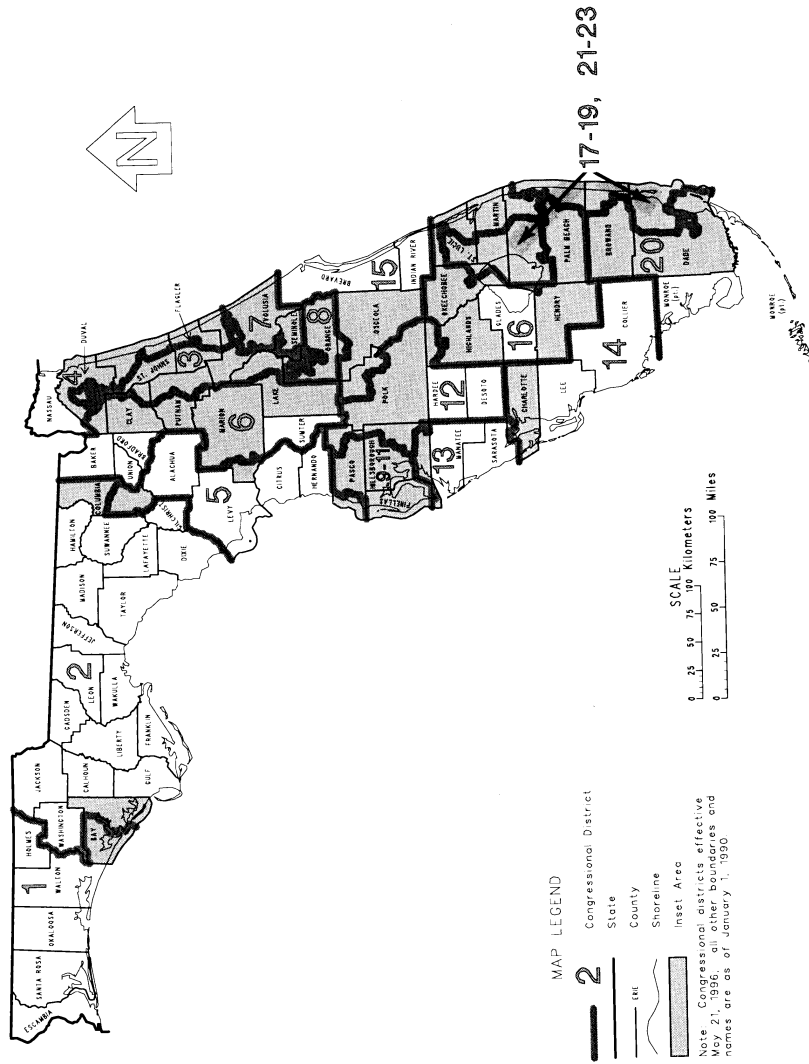 N
ESCAMBIA
SANTA ROSA
OKALOOSA
WALTON
1
HOLMES
WASHINGTON
BAY
JACKSON
CALHOUN
GULF
GADSDEN
LIBERTY
FRANKLIN
2
LEON
WAKULLA
JEFFERSON
MADISON
TAYLOR
HAMILTON
SUWANNEE
LAFAYETTE
DIXIE
COLUMBIA
GILCHRIST
BAKER
UNION
BRADFORD
ALACHUA
LEVY
5
NASSAU
4
DUVAL
CLAY
ST. JOHNS
PUTNAM
3
FLAGLER
MARION
6
7
VOLUSIA
CITRUS
SUMTER
HERNANDO
LAKE
SEMINOLE
ORANGE
8
PASCO
HILLSBOROUGH
9-11
PINELLAS
POLK
OSCEOLA
BREVARD
15
INDIAN RIVER
13
MANATEE
SARASOTA
HARDEE
12
DESOTO
HIGHLANDS
OKEECHOBEE
ST. LUCIE
MARTIN
CHARLOTTE
GLADES
16
LEE
HENDRY
PALM BEACH
14
COLLIER
BROWARD
20
DADE
MONROE
(pt.)
MONROE
(pt.)
17-19, 21-23
MAP LEGEND
2 Congressional District
State
ERIE County
Shoreline
Inset Area
Note: Congressional districts effective
May 21, 1996; all other boundaries and
names are as of January 1, 1990
SCALE
0 25 50 75 100 Kilometers
0 25 50 75 100 Miles